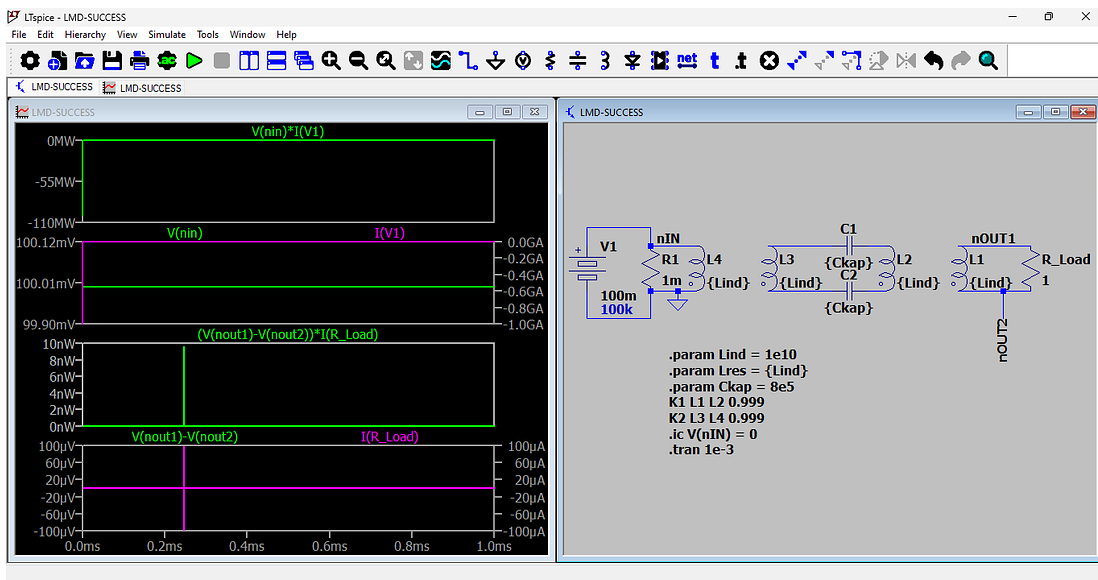 LTspice - LMD-SUCCESS
File Edit Hierarchy View Simulate Tools Window Help
.ac net t .t
LMD-SUCCESS LMD-SUCCESS
LMD-SUCCESS
V(nin)*I(V1)
0MW
-55MW
-110MW
V(nin) I(V1)
100.12mV 0.0GA
-0.2GA
-0.4GA
100.01mV -0.6GA
-0.8GA
99.90mV -1.0GA
(V(nout1)-V(nout2))*I(R_Load)
10nW
8nW
6nW
4nW
2nW
0nW
V(nout1)-V(nout2) I(R_Load)
100µV 100µA
60µV 60µA
20µV 20µA
-20µV -20µA
-60µV -60µA
-100µV -100µA
0.0ms 0.2ms 0.4ms 0.6ms 0.8ms 1.0ms
LMD-SUCCESS
V1
+
100m
100k
nIN
R1
1m
L4
{Lind}
L3
{Lind}
C1
{Ckap}
C2
{Ckap}
L2
{Lind}
nOUT1
L1
{Lind}
R_Load
1
nOUT2
.param Lind = 1e10
.param Lres = {Lind}
.param Ckap = 8e5
K1 L1 L2 0.999
K2 L3 L4 0.999
.ic V(nIN) = 0
.tran 1e-3